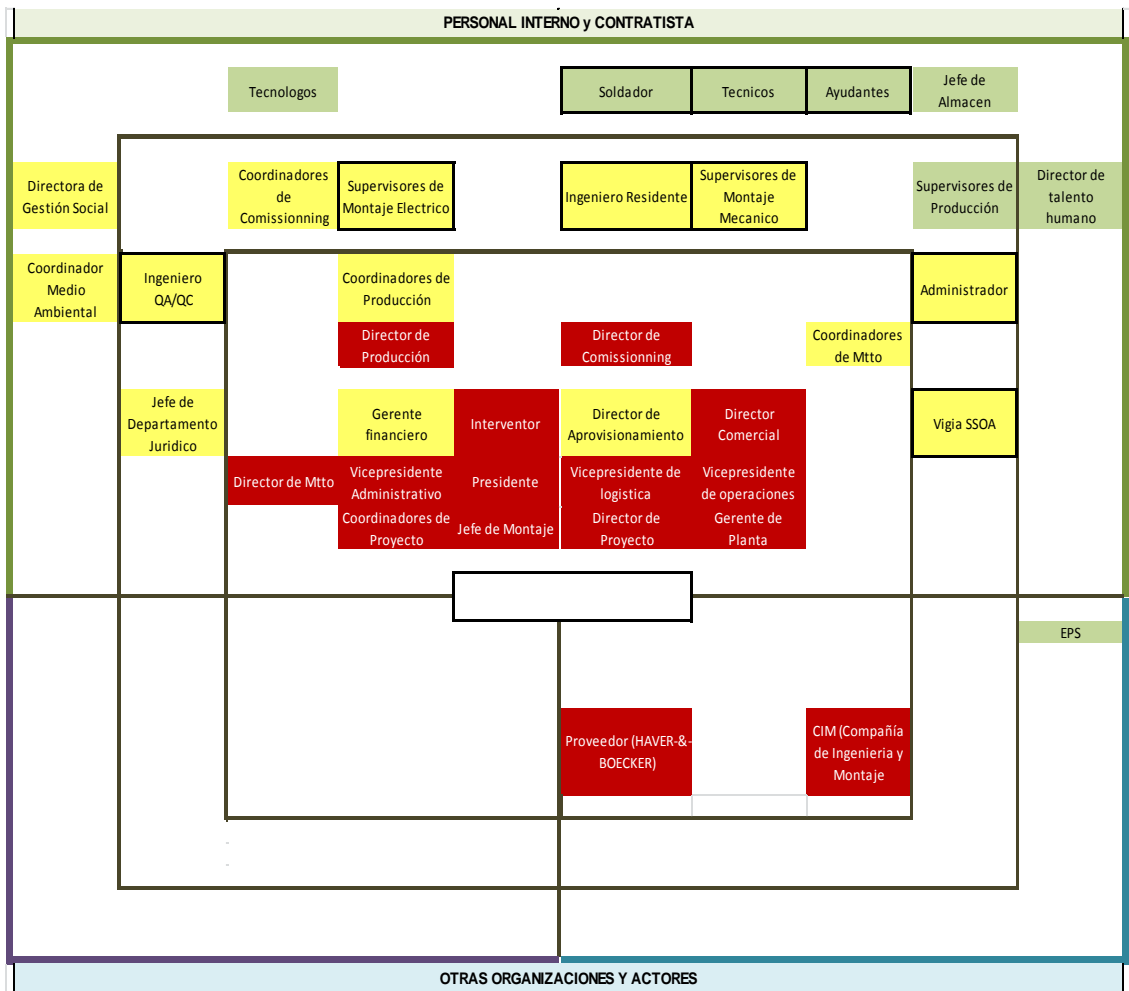 PERSONAL INTERNO y CONTRATISTA
Tecnologos
Soldador
Tecnicos
Ayudantes
Jefe de
Almacen
Directora de
Gestión Social
Coordinadores
de
Comissionning
Supervisores de
Montaje Electrico
Ingeniero Residente
Supervisores de
Montaje
Mecanico
Supervisores de
Producción
Director de
talento
humano
Coordinador
Medio
Ambiental
Ingeniero
QA/QC
Coordinadores de
Producción
Administrador
Director de
Producción
Director de
Comissionning
Coordinadores
de Mtto
Jefe de
Departamento
Juridico
Gerente
financiero
Interventor
Director de
Aprovisionamiento
Director
Comercial
Vigia SSOA
Director de Mtto
Vicepresidente
Administrativo
Presidente
Vicepresidente de
logistica
Vicepresidente
de operaciones
Coordinadores de
Proyecto
Jefe de Montaje
Director de
Proyecto
Gerente de
Planta
EPS
Proveedor (HAVER-&-
BOECKER)
CIM (Compañía
de Ingenieria y
Montaje
OTRAS ORGANIZACIONES Y ACTORES